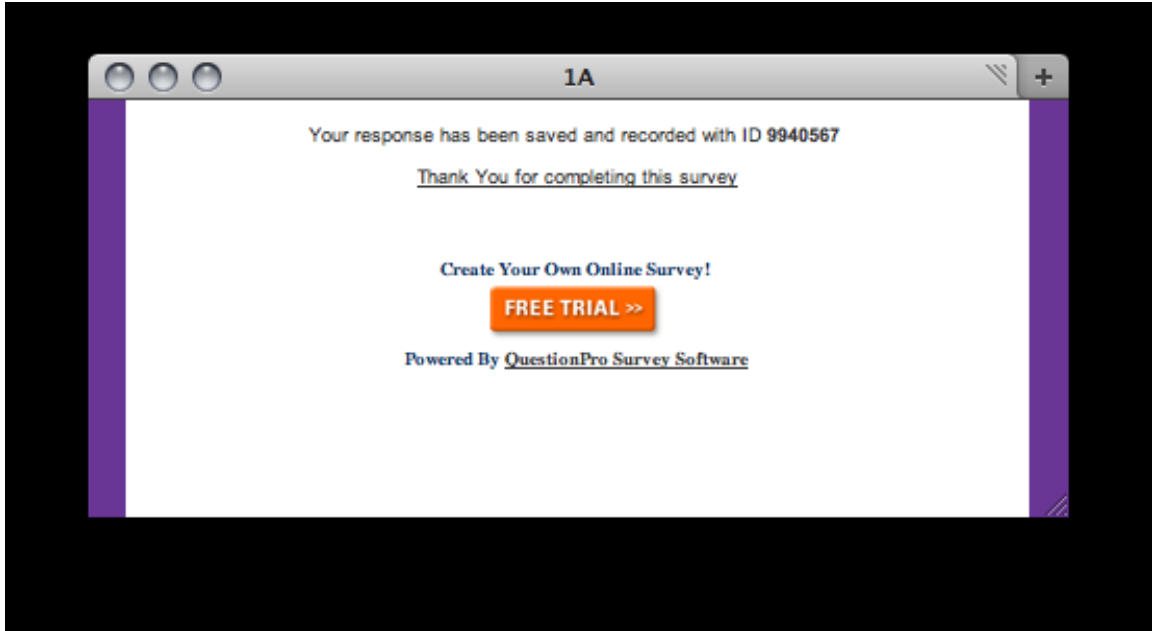 1A
+
Your response has been saved and recorded with ID 9940567
Thank You for completing this survey
Create Your Own Online Survey!
FREE TRIAL >>
Powered By QuestionPro Survey Software